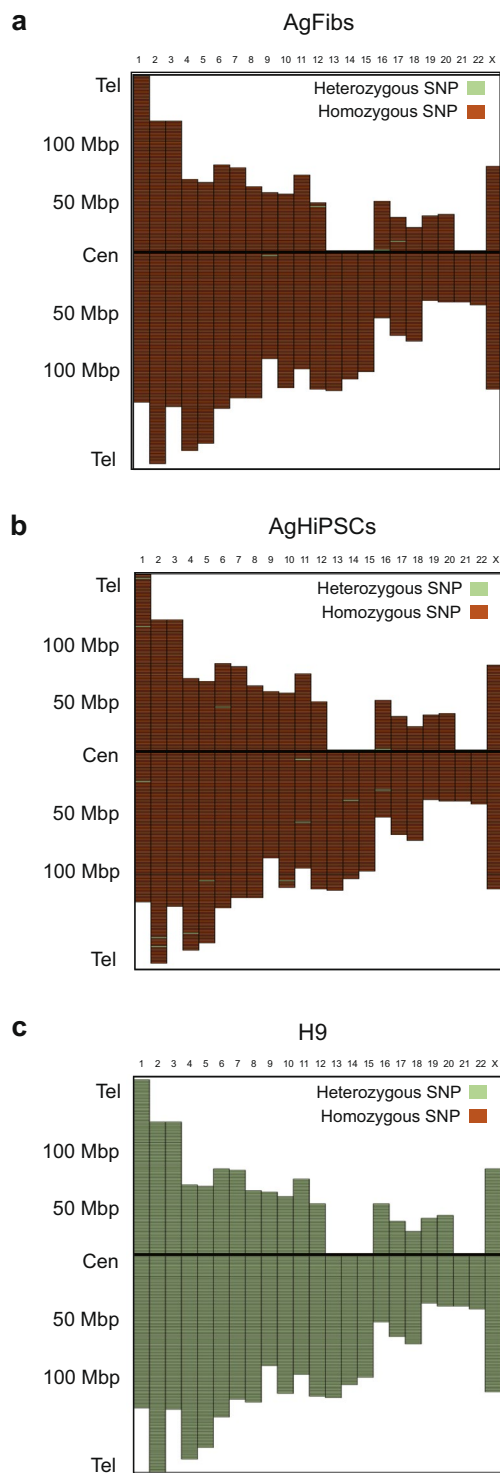 a
AgFibs
1 2 3 4 5 6 7 8 9 10 11 12 13 14 15 16 17 18 19 20 21 22 X
Tel
Heterozygous SNP
Homozygous SNP
100 Mbp
50 Mbp
Cen
50 Mbp
100 Mbp
Tel
b
AgHiPSCs
1 2 3 4 5 6 7 8 9 10 11 12 13 14 15 16 17 18 19 20 21 22 X
Tel
Heterozygous SNP
Homozygous SNP
100 Mbp
50 Mbp
Cen
50 Mbp
100 Mbp
Tel
c
H9
1 2 3 4 5 6 7 8 9 10 11 12 13 14 15 16 17 18 19 20 21 22 X
Tel
Heterozygous SNP
Homozygous SNP
100 Mbp
50 Mbp
Cen
50 Mbp
100 Mbp
Tel